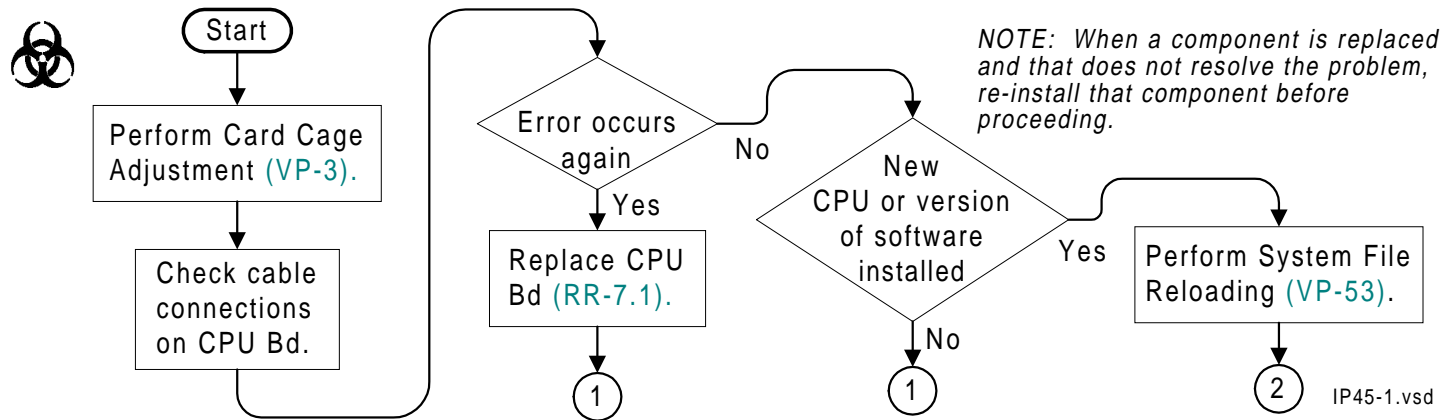 Start
Perform Card Cage
Adjustment (VP-3).
Check cable
connections
on CPU Bd.
Error occurs
again
No
Yes
Replace CPU
Bd (RR-7.1).
1
NOTE:  When a component is replaced
and that does not resolve the problem,
re-install that component before
proceeding.
New
CPU or version
of software
installed
Yes
No
1
Perform System File
Reloading (VP-53).
2
IP45-1.vsd